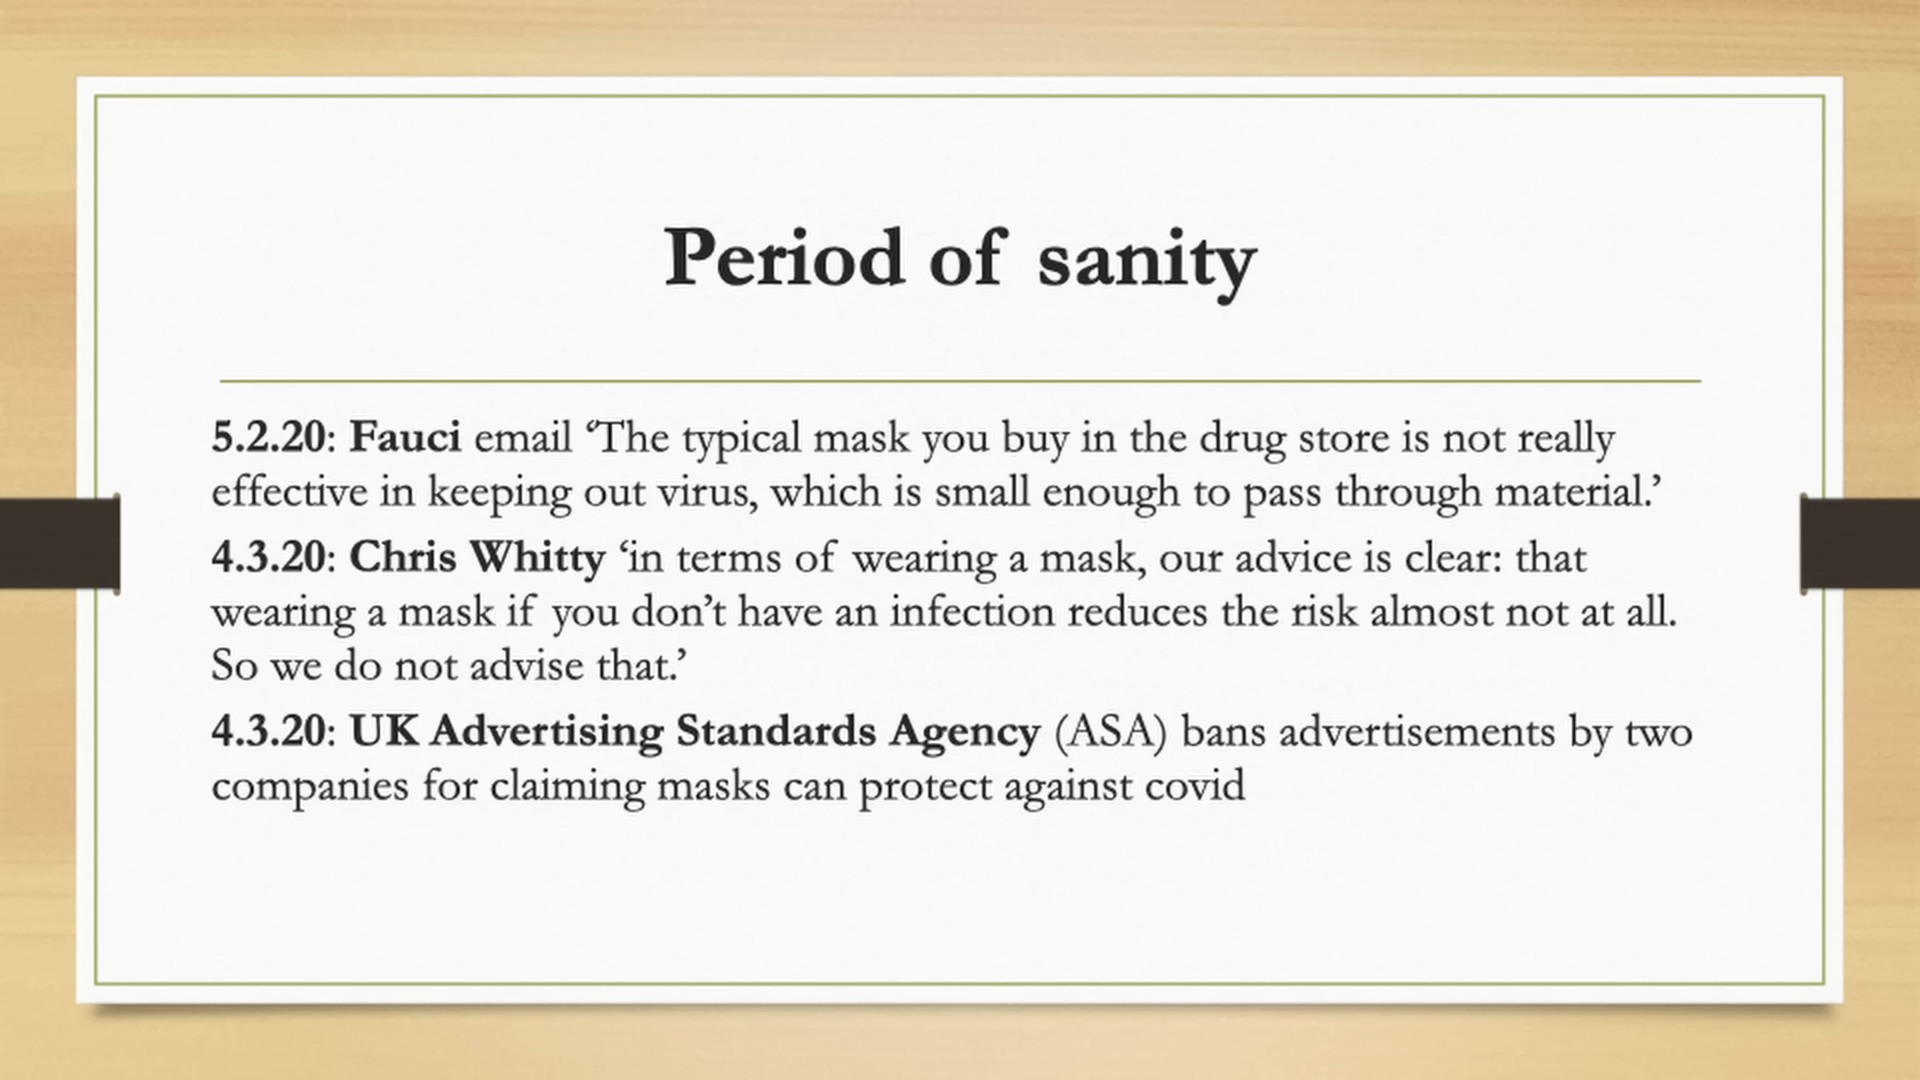 Period of sanity
5.2.20: Fauci email ‘The typical mask you buy in the drug store is not really
effective in keeping out virus, which is small enough to pass through material.’
4.3.20: Chris Whitty ‘in terms of wearing a mask, our advice is clear: that
wearing a mask if you don’t have an infection reduces the risk almost not at all.
So we do not advise that.’
4.3.20: UK Advertising Standards Agency (ASA) bans advertisements by two
companies for claiming masks can protect against covid